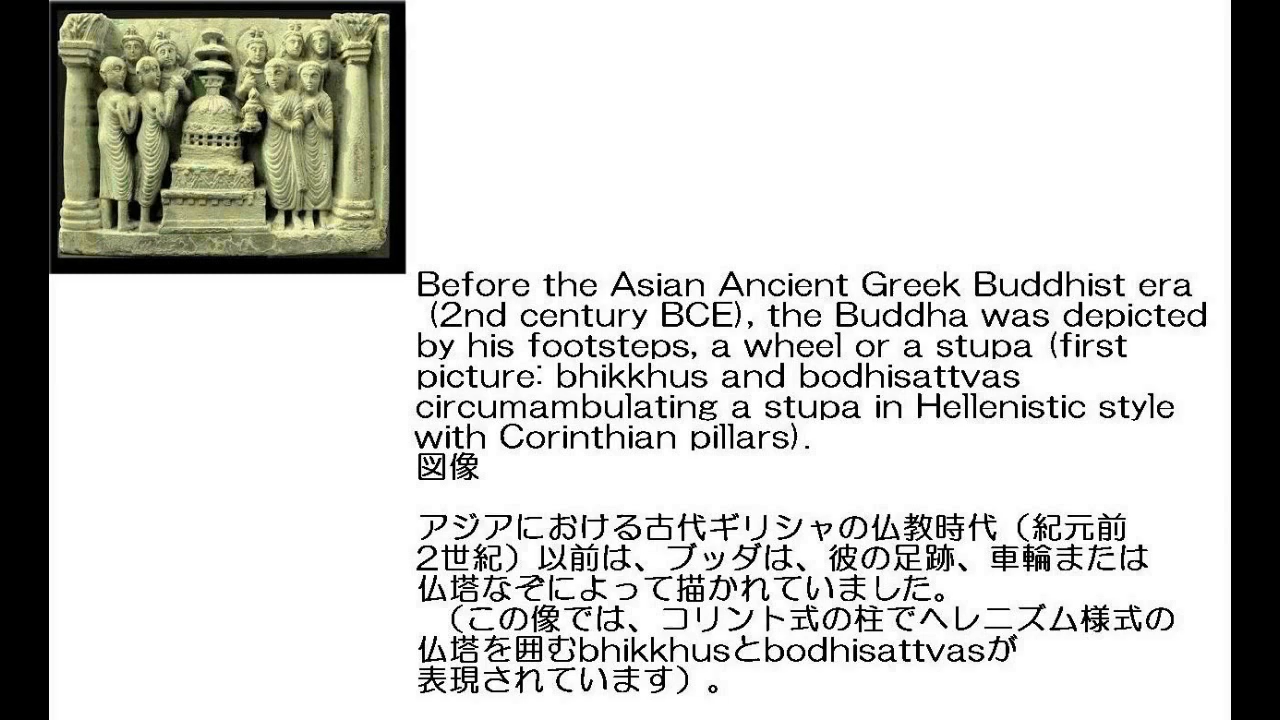 Before the Asian Ancient Greek Buddhist era
(2nd century BCE), the Buddha was depicted
by his footsteps, a wheel or a stupa (first
picture: bhikkhus and bodhisattvas
circumambulating a stupa in Hellenistic style
with Corinthian pillars).
図像
アジアにおける古代ギリシャの仏教時代（紀元前
2世紀）以前は、ブッダは、彼の足跡、車輪または
仏塔なぞによって描かれていました。
（この像では、コリント式の柱でヘレニズム様式の
仏塔を囲むbhikkhusとbodhisattvasが
表現されています）。